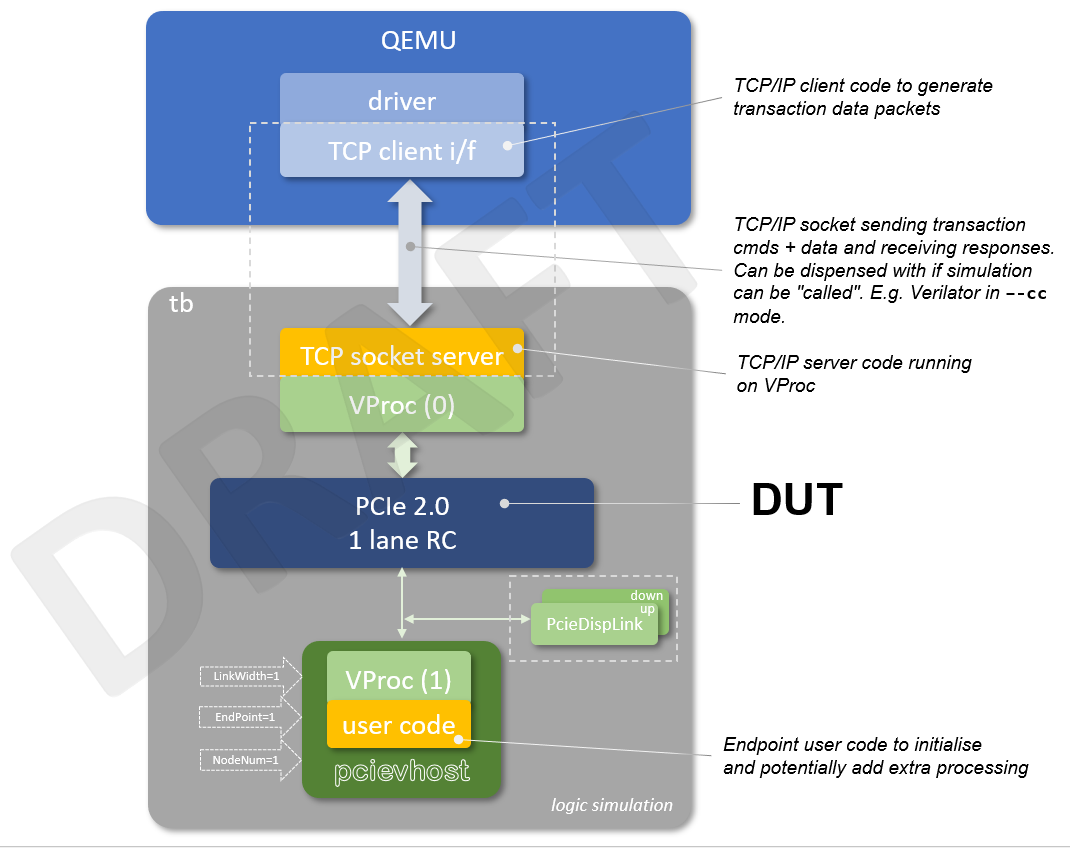 QEMU
driver
TCP client i/f
TCP/IP client code to generate
transaction data packets
TCP/IP socket sending transaction
cmds + data and receiving responses.
Can be dispensed with if simulation
can be "called". E.g. Verilator in --cc
mode.
tb
TCP socket server
VProc (0)
TCP/IP server code running
on VProc
PCIe 2.0
1 lane RC
DUT
down
up
PcieDispLink
LinkWidth=1
EndPoint=1
NodeNum=1
VProc (1)
user code
pcievhost
Endpoint user code to initialise
and potentially add extra processing
logic simulation
DRAFT